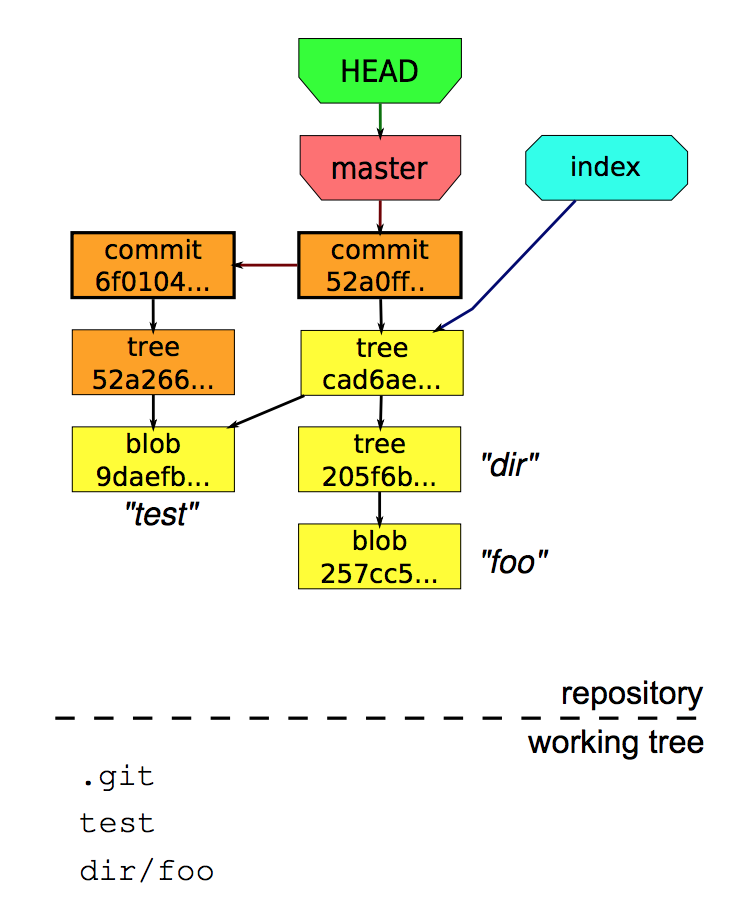 HEAD
master
index
commit
6f0104...
commit
52a0ff..
tree
52a266...
tree
cad6ae...
blob
9daefb...
"test"
tree
205f6b...
"dir"
blob
257cc5...
"foo"
repository
working tree
.git
test
dir/foo